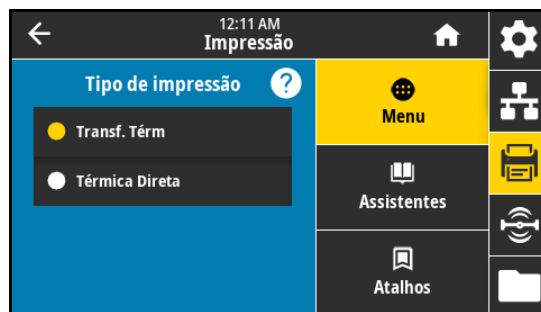 12:11 AM
Impressão
Tipo de impressão
?
Transf. Térm
Térmica Direta
Menu
Assistentes
Atalhos